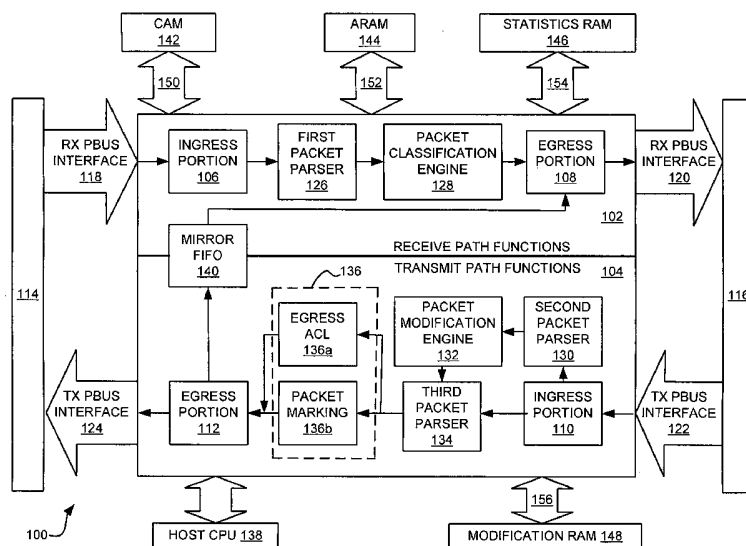 CAM
142
ARAM
144
STATISTICS RAM
146
150
152
154
RX PBUS
INTERFACE
118
INGRESS
PORTION
106
FIRST
PACKET
PARSER
126
PACKET
CLASSIFICATION
ENGINE
128
EGRESS
PORTION
108
RX PBUS
INTERFACE
120
102
MIRROR
FIFO
140
RECEIVE PATH FUNCTIONS
TRANSMIT PATH FUNCTIONS
104
114
116
136
EGRESS
ACL
136a
PACKET
MODIFICATION
ENGINE
132
SECOND
PACKET
PARSER
130
TX PBUS
INTERFACE
124
EGRESS
PORTION
112
PACKET
MARKING
136b
THIRD
PACKET
PARSER
134
INGRESS
PORTION
110
TX PBUS
INTERFACE
122
156
100
HOST CPU 138
MODIFICATION RAM 148